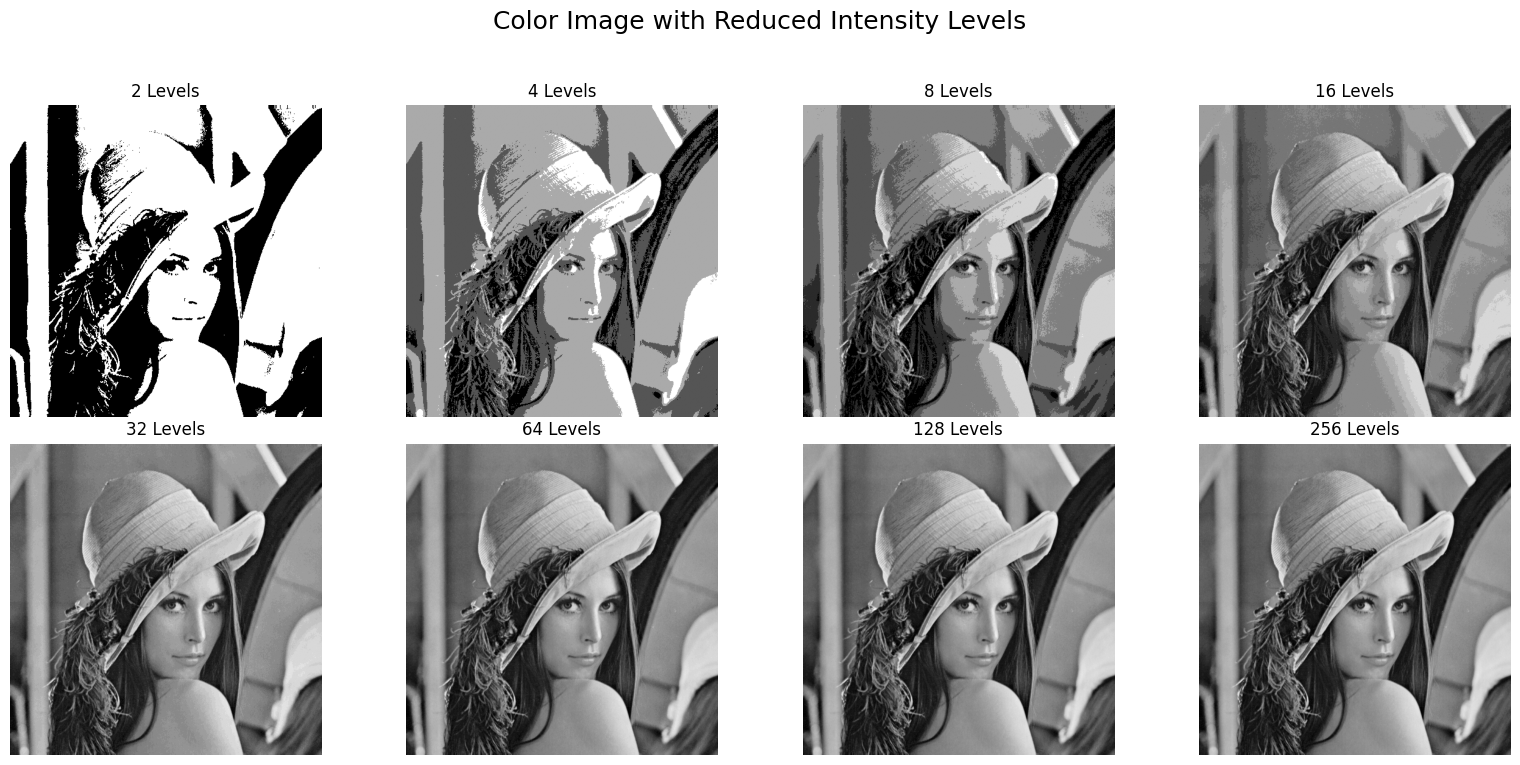 Color Image with Reduced Intensity Levels
2 Levels
4 Levels
8 Levels
16 Levels
32 Levels
64 Levels
128 Levels
256 Levels